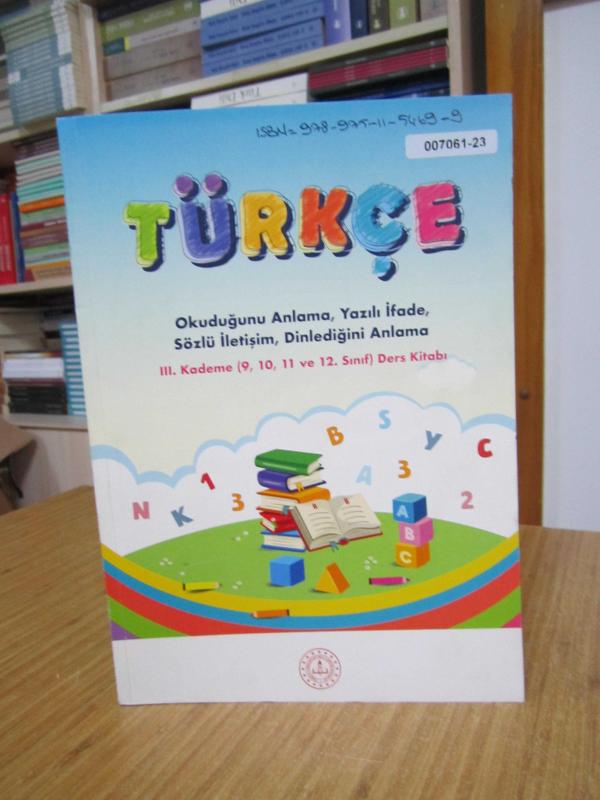 ISBN = 978-975-11-5469-9
007061-23
TÜRKÇE
Okuduğunu Anlama, Yazılı İfade,
Sözlü İletişim, Dinlediğini Anlama
III. Kademe (9, 10, 11 ve 12. Sınıf) Ders Kitabı
B S Y C
N K 1 3 A 3 2
A
B
C